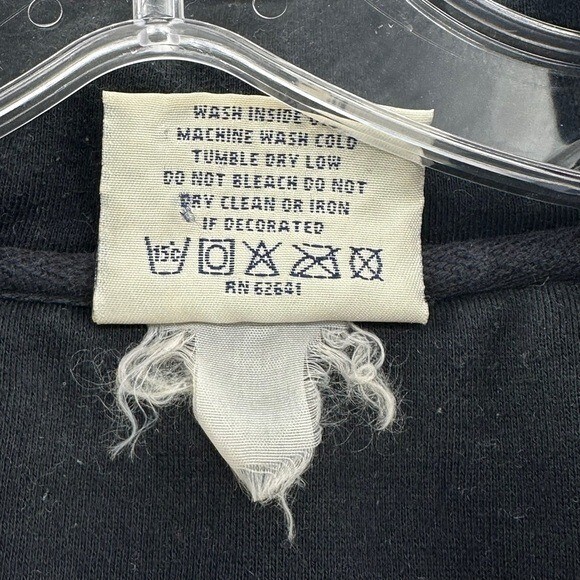 WASH INSIDE
MACHINE WASH COLD
TUMBLE DRY LOW
DO NOT BLEACH DO NOT
DRY CLEAN OR IRON
IF DECORATED
15c
RN 62641